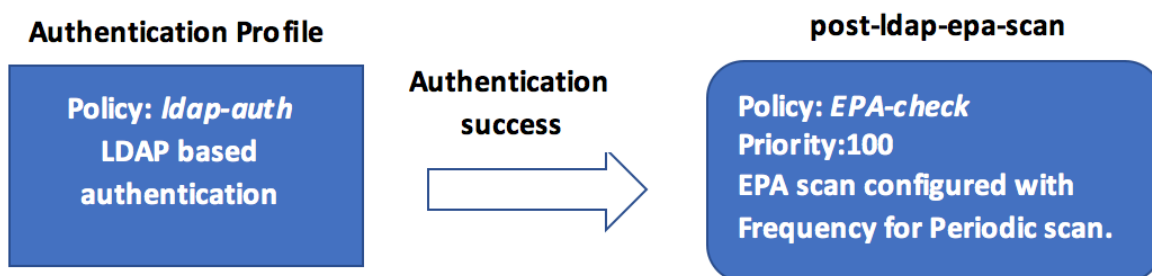 Authentication Profile
Policy: ldap-auth
LDAP based
authentication
Authentication
success
post-ldap-epa-scan
Policy: EPA-check
Priority:100
EPA scan configured with
Frequency for Periodic scan.